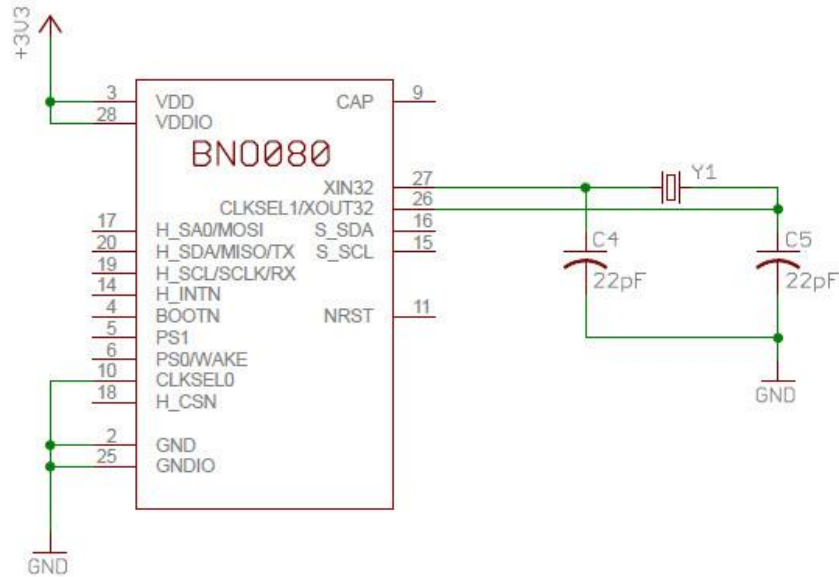 +3V3
3 VDD CAP 9
28 VDDIO
BNO080
XIN32 27 Y1
CLKSEL1/XOUT32 26
17 H_SA0/MOSI S_SDA 16
20 H_SDA/MISO/TX S_SCL 15
C4 C5
19 H_SCL/SCLK/RX
22pF 22pF
14 H_INTN
4 BOOTN NRST 11
5 PS1
6 PS0/WAKE
10 CLKSEL0
GND
18 H_CSN
2 GND
25 GNDIO
GND